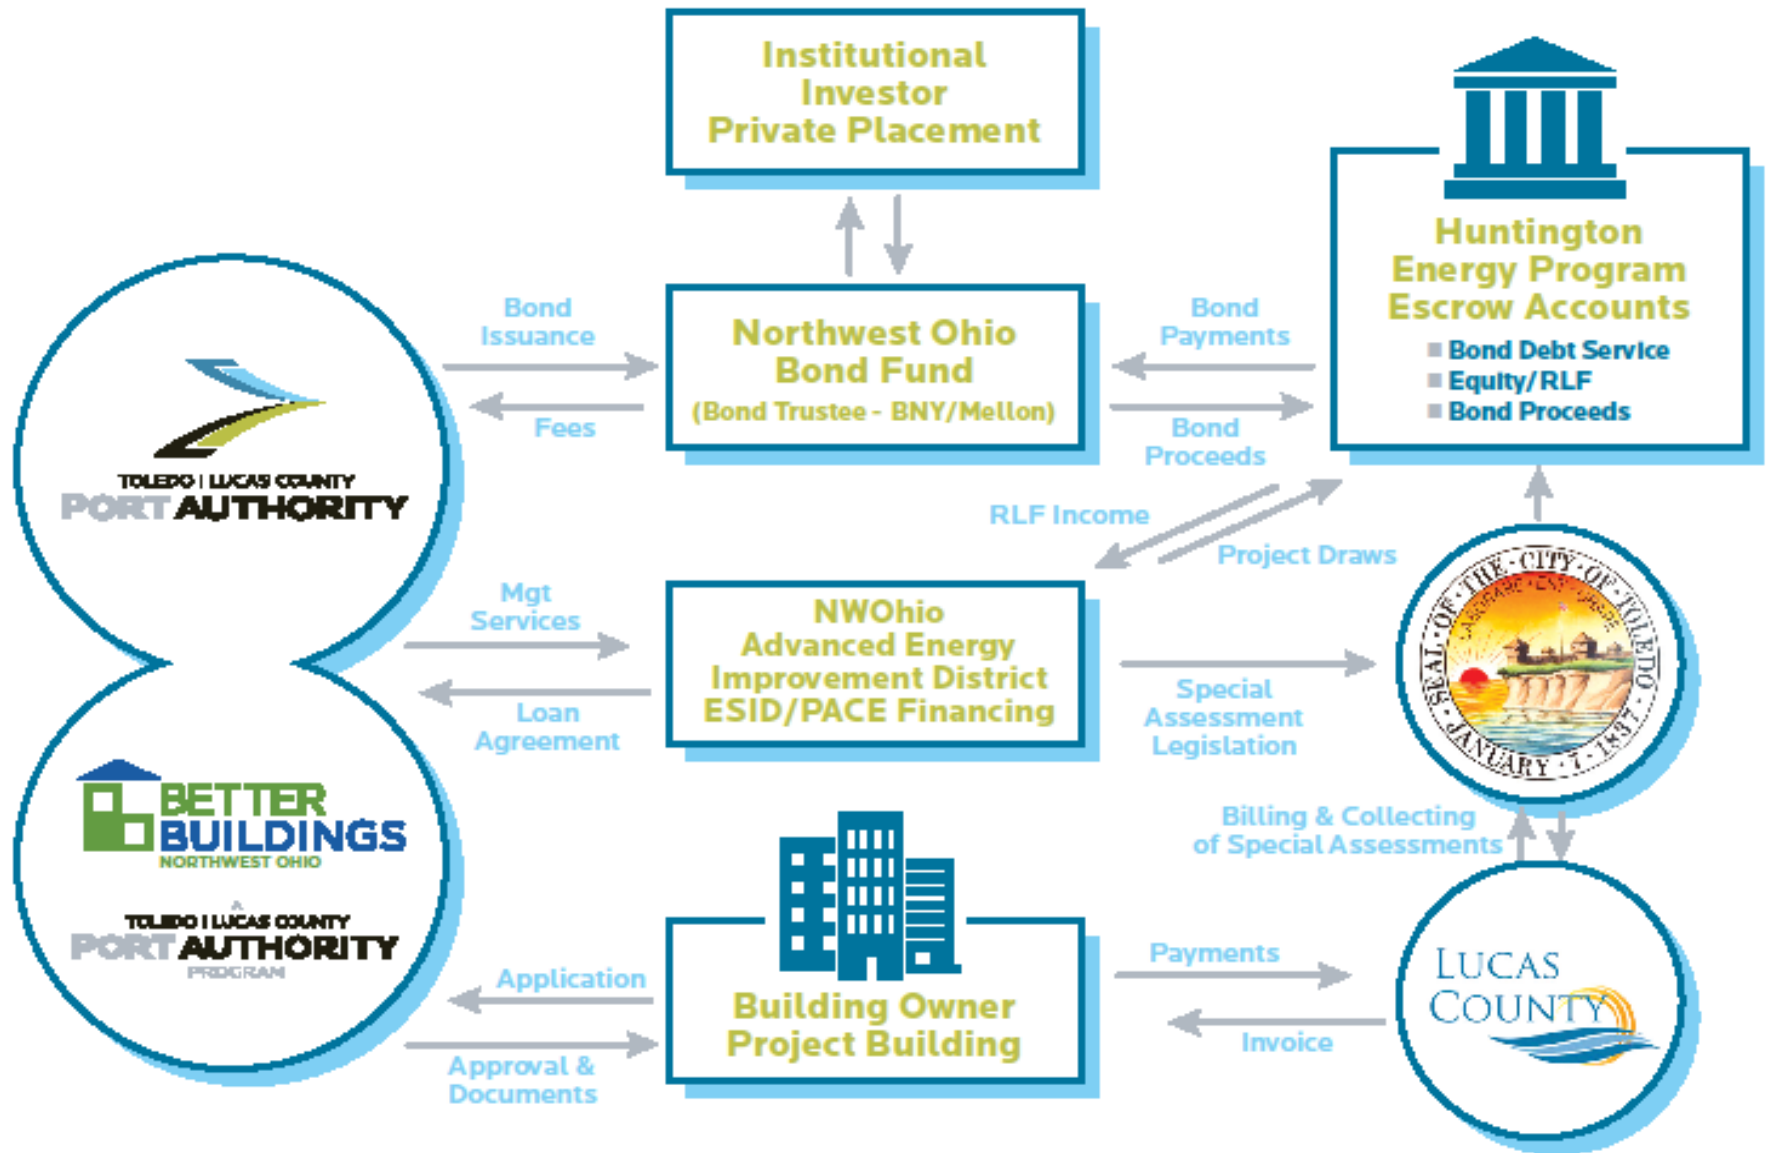 Institutional
Investor
Private Placement
Huntington
Energy Program
Escrow Accounts
Bond Debt Service
Equity/RLF
Bond Proceeds
Bond
Issuance
Fees
Northwest Ohio
Bond Fund
(Bond Trustee - BNY/Mellon)
Bond
Payments
Bond
Proceeds
TOLEDO | LUCAS COUNTY
PORT AUTHORITY
RLF Income
Project Draws
Mgt
Services
Loan
Agreement
NWOhio
Advanced Energy
Improvement District
ESID/PACE Financing
Special
Assessment
Legislation
SEAL · OF · THE · CITY · OF · TOLEDO · JANUARY · 7 · 1837 ·
BETTER
BUILDINGS
NORTHWEST OHIO
A
TOLEDO | LUCAS COUNTY
PORT AUTHORITY
PROGRAM
Billing & Collecting
of Special Assessments
Application
Approval &
Documents
Building Owner
Project Building
Payments
Invoice
LUCAS
COUNTY